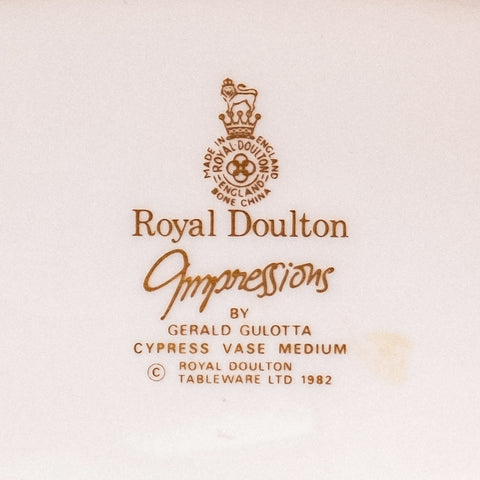 MADE IN ENGLAND
ROYAL·DOULTON
ENGLAND
BONE CHINA
Royal Doulton
Impressions
BY
GERALD GULOTTA
CYPRESS VASE MEDIUM
© ROYAL DOULTON
TABLEWARE LTD 1982